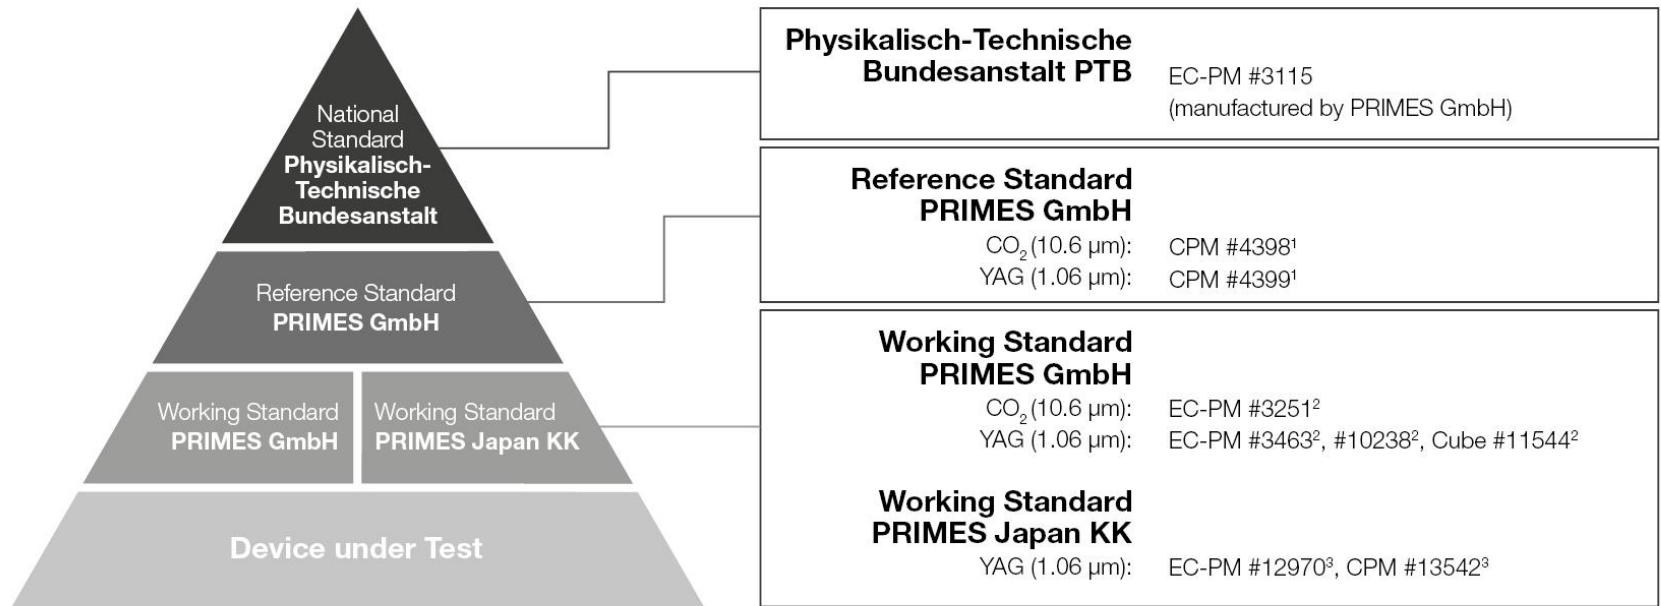 National
Standard
Physikalisch-
Technische
Bundesanstalt
Reference Standard
PRIMES GmbH
Working Standard
PRIMES GmbH
Working Standard
PRIMES Japan KK
Device under Test
Physikalisch-Technische
Bundesanstalt PTB
EC-PM #3115
(manufactured by PRIMES GmbH)
Reference Standard
PRIMES GmbH
CO₂ (10.6 µm): CPM #4398¹
YAG (1.06 µm): CPM #4399¹
Working Standard
PRIMES GmbH
CO₂ (10.6 µm): EC-PM #3251²
YAG (1.06 µm): EC-PM #3463², #10238², Cube #11544²
Working Standard
PRIMES Japan KK
YAG (1.06 µm): EC-PM #12970³, CPM #13542³